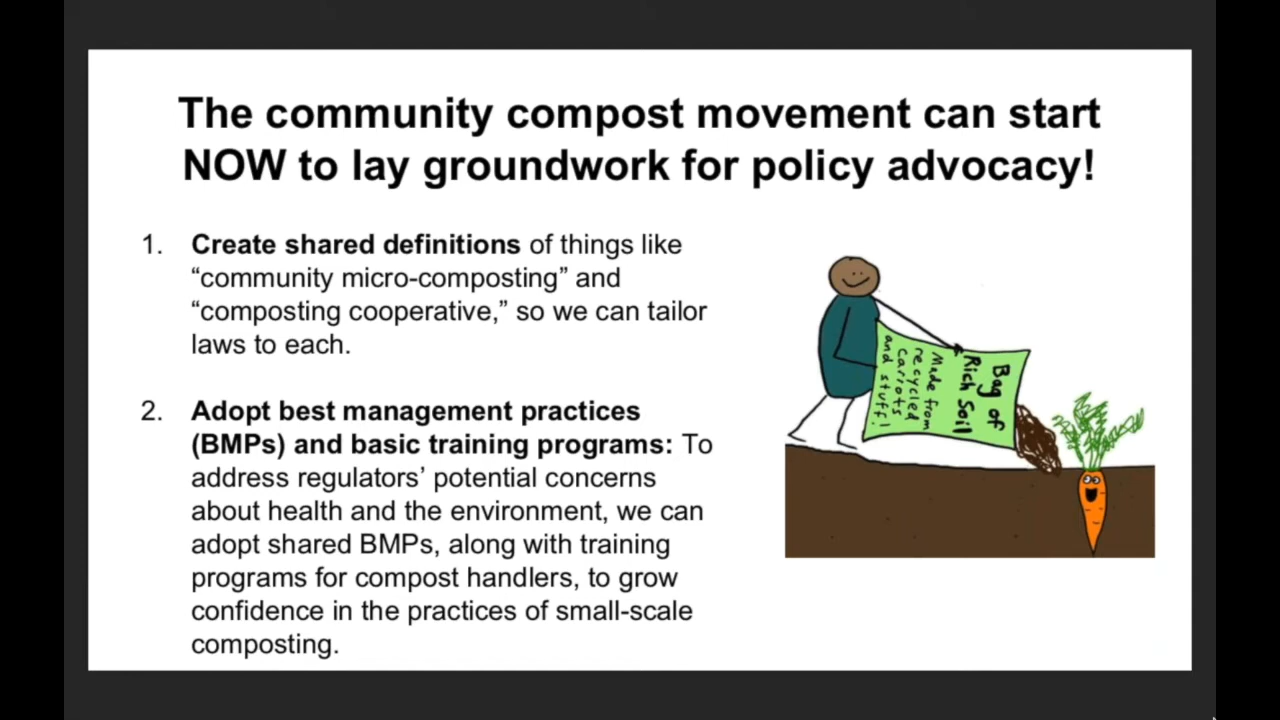 The community compost movement can start
NOW to lay groundwork for policy advocacy!
1. Create shared definitions of things like
“community micro-composting” and
“composting cooperative,” so we can tailor
laws to each.
2. Adopt best management practices
(BMPs) and basic training programs: To
address regulators’ potential concerns
about health and the environment, we can
adopt shared BMPs, along with training
programs for compost handlers, to grow
confidence in the practices of small-scale
composting.
Bag of
Rich Soil
Made from
recycled
carrots
and stuff!